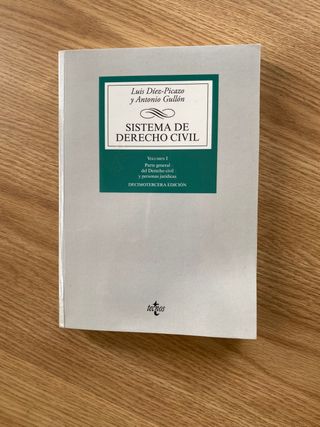 Luis Díez-Picazo
y Antonio Gullón
SISTEMA DE
DERECHO CIVIL
VOLUMEN I
Parte general
del Derecho civil
y personas jurídicas
DECIMOTERCERA EDICIÓN
tecnos